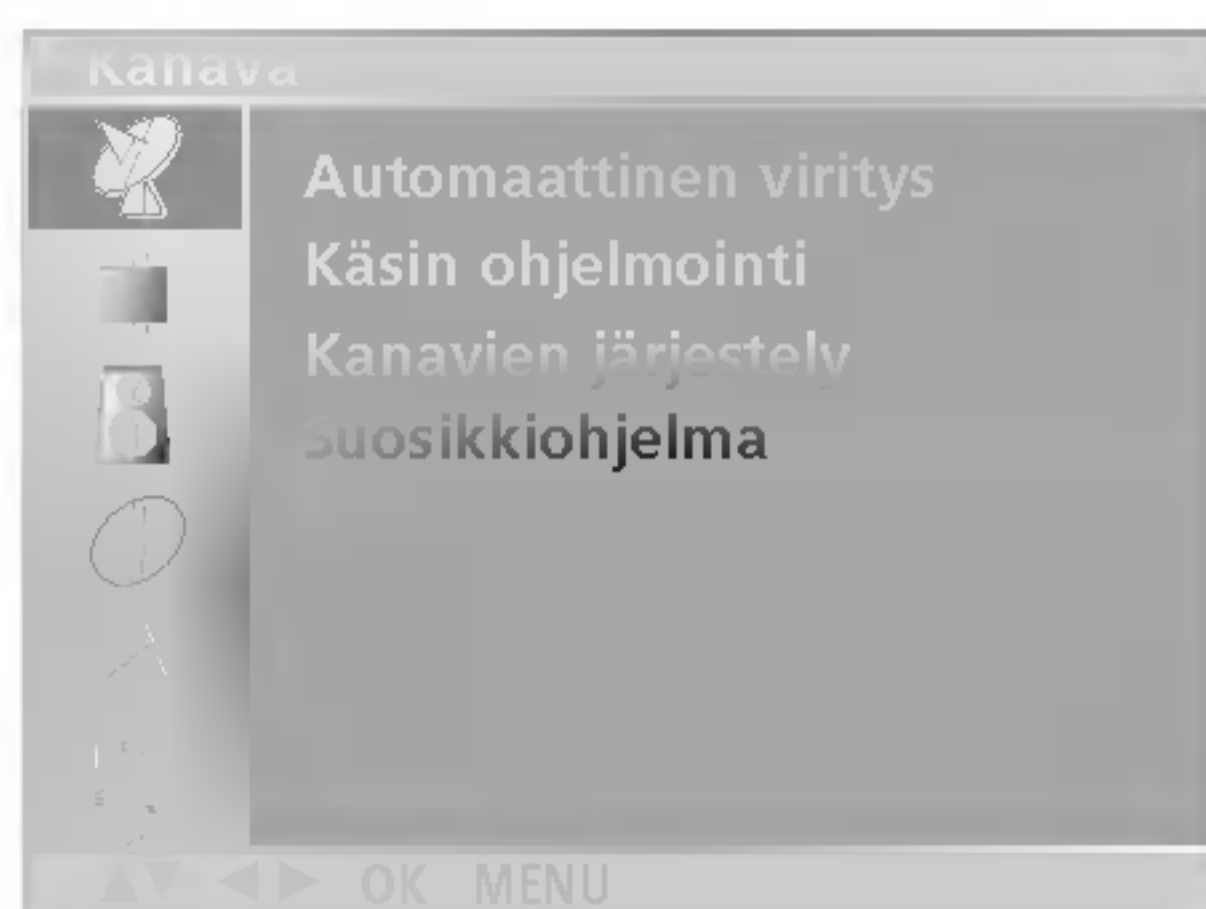 Kanava
Automaattinen viritys
Käsin ohjelmointi
Kanavien järjestely
Suosikkiohjelma
▲▼ ◀▶ OK MENU